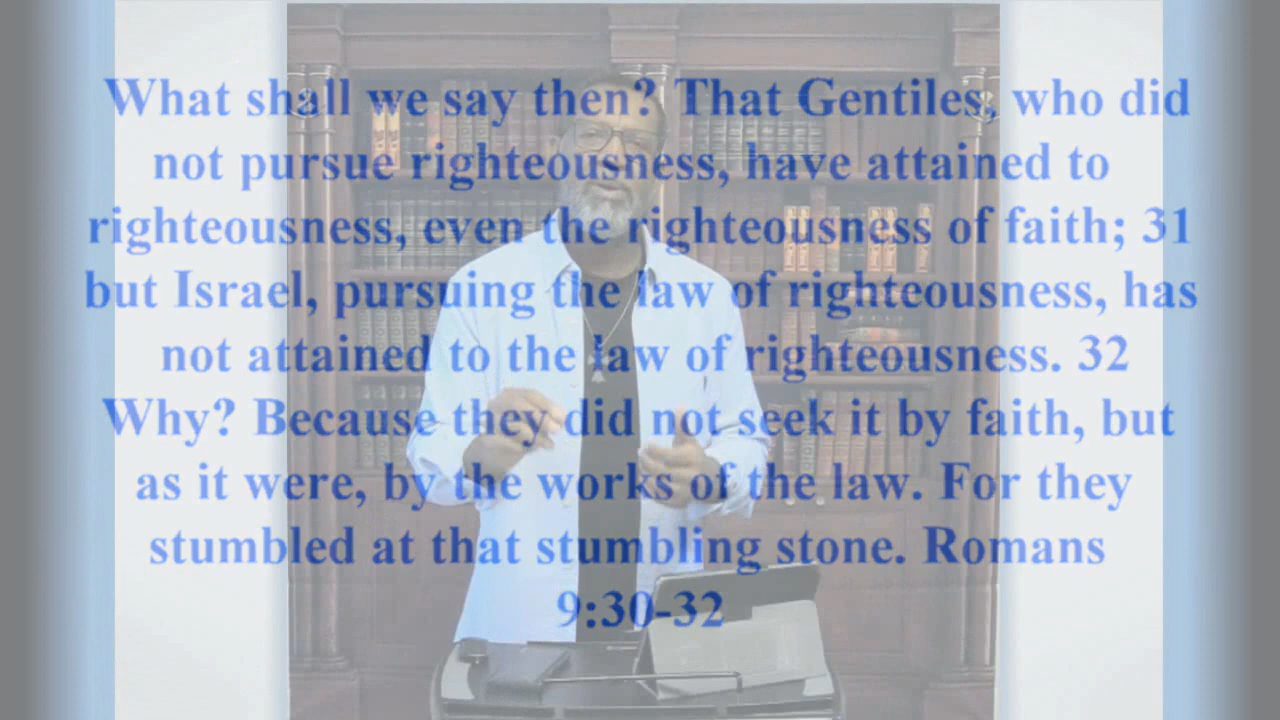 What shall we say then? That Gentiles, who did
not pursue righteousness, have attained to
righteousness, even the righteousness of faith; 31
but Israel, pursuing the law of righteousness, has
not attained to the law of righteousness. 32
Why? Because they did not seek it by faith, but
as it were, by the works of the law. For they
stumbled at that stumbling stone. Romans
9:30-32